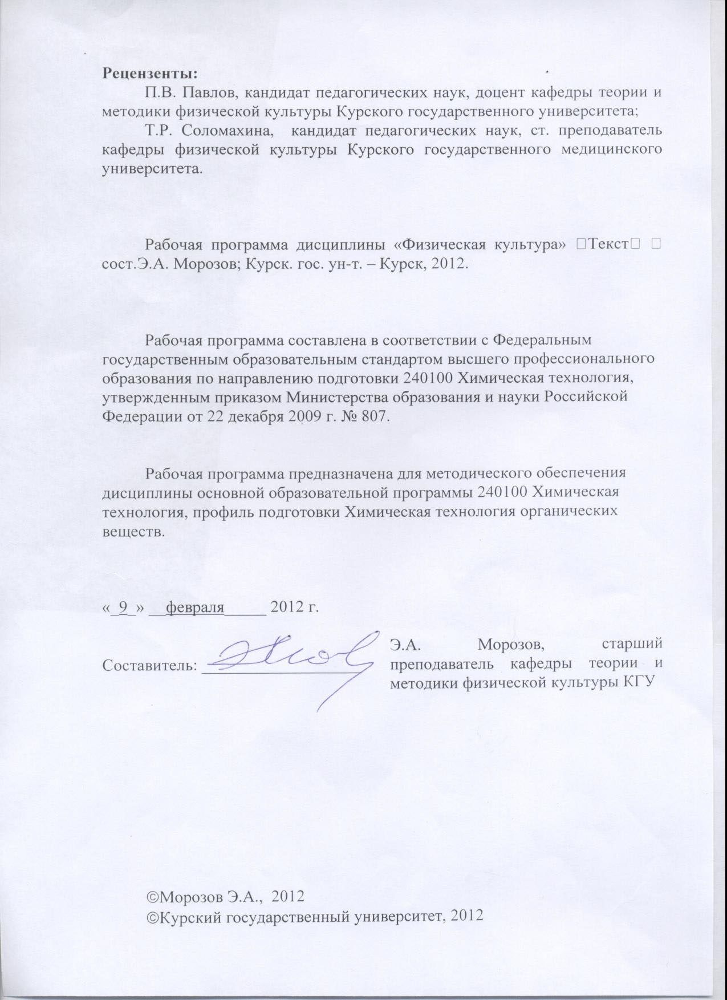 Рецензенты:
П.В. Павлов, кандидат педагогических наук, доцент кафедры теории и
методики физической культуры Курского государственного университета;
Т.Р. Соломахина, кандидат педагогических наук, ст. преподаватель
кафедры физической культуры Курского государственного медицинского
университета.
Рабочая программа дисциплины «Физическая культура» □Текст□ □
сост.Э.А. Морозов; Курск. гос. ун-т. – Курск, 2012.
Рабочая программа составлена в соответствии с Федеральным
государственным образовательным стандартом высшего профессионального
образования по направлению подготовки 240100 Химическая технология,
утвержденным приказом Министерства образования и науки Российской
Федерации от 22 декабря 2009 г. № 807.
Рабочая программа предназначена для методического обеспечения
дисциплины основной образовательной программы 240100 Химическая
технология, профиль подготовки Химическая технология органических
веществ.
«_9_» __февраля_____ 2012 г.
Составитель: ____________________
Э.А. Морозов, старший
преподаватель кафедры теории и
методики физической культуры КГУ
©Морозов Э.А., 2012
©Курский государственный университет, 2012